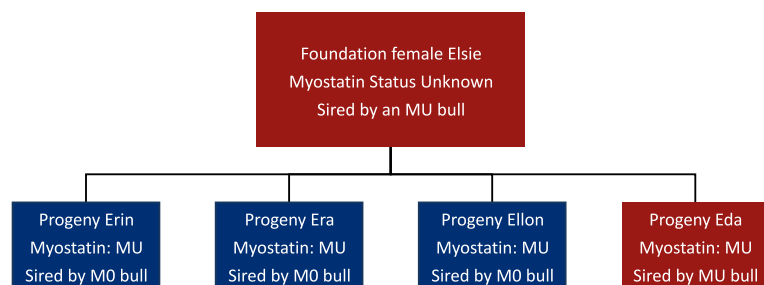 Foundation female Elsie
Myostatin Status Unknown
Sired by an MU bull
Progeny Erin
Myostatin: MU
Sired by M0 bull
Progeny Era
Myostatin: MU
Sired by M0 bull
Progeny Ellon
Myostatin: MU
Sired by M0 bull
Progeny Eda
Myostatin: MU
Sired by MU bull